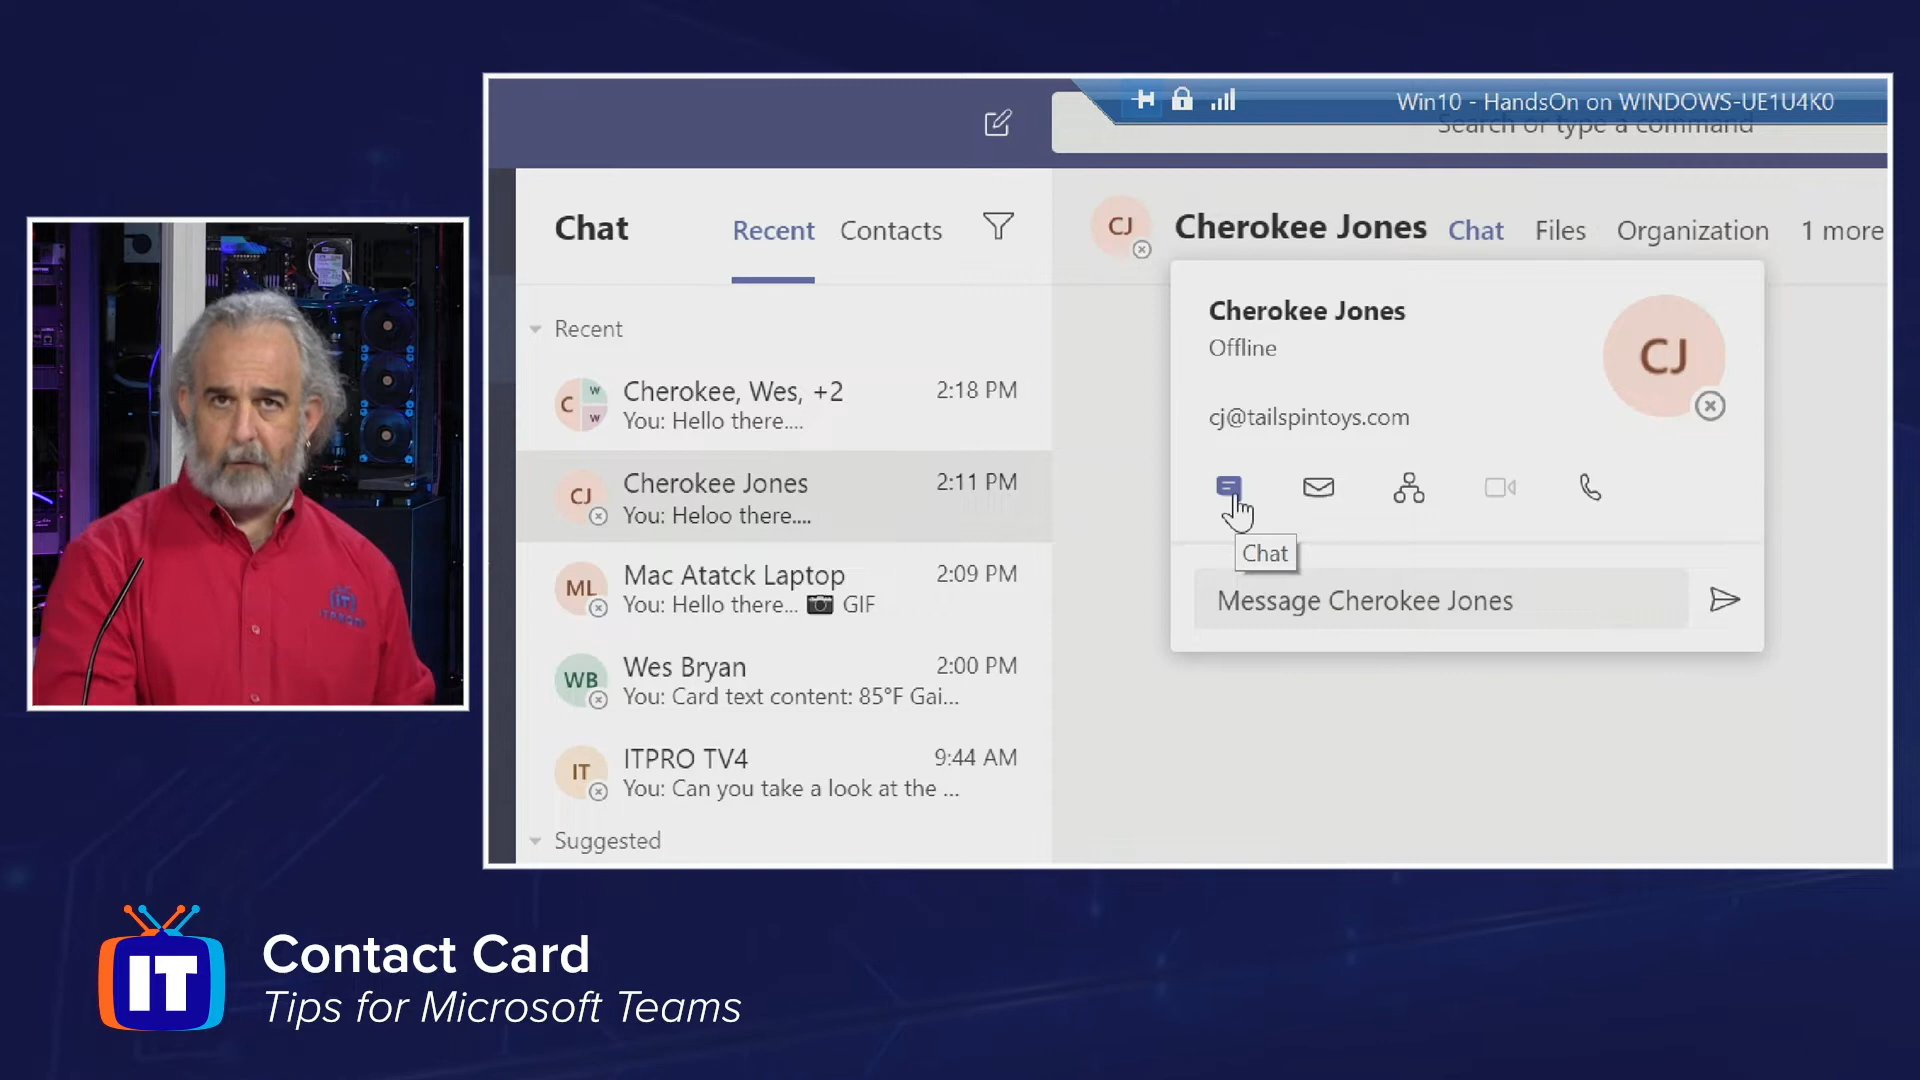 Win10 - HandsOn on WINDOWS-UE1U4K0
Search or type a command
Chat
Recent
Contacts
CJ
Cherokee Jones
Chat
Files
Organization
1 more
Recent
C W W
Cherokee, Wes, +2
2:18 PM
You: Hello there....
CJ
Cherokee Jones
2:11 PM
You: Heloo there....
ML
Mac Atatck Laptop
2:09 PM
You: Hello there... GIF
WB
Wes Bryan
2:00 PM
You: Card text content: 85°F Gai...
IT
ITPRO TV4
9:44 AM
You: Can you take a look at the ...
Suggested
Cherokee Jones
Offline
CJ
cj@tailspintoys.com
Chat
Message Cherokee Jones
IT
Contact Card
Tips for Microsoft Teams